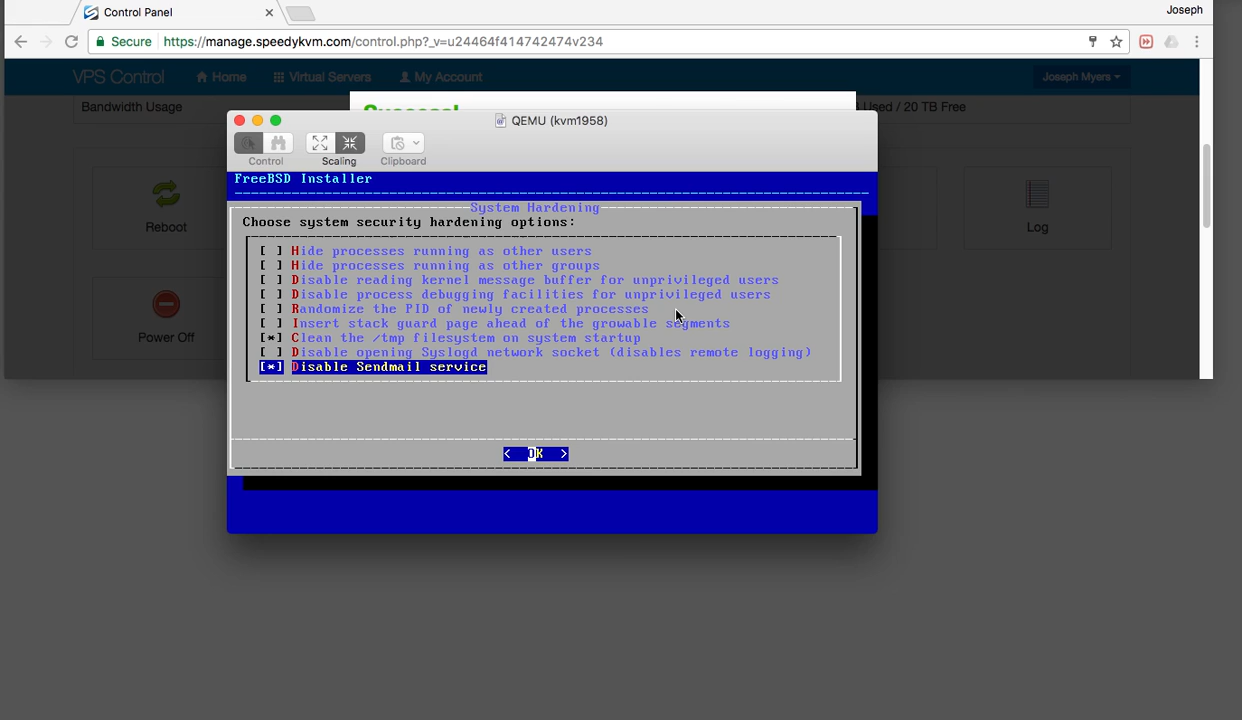 Control Panel
Joseph
Secure https://manage.speedykvm.com/control.php?_v=u24464f414742474v234
VPS Control Home Virtual Servers My Account Joseph Myers
Bandwidth Usage Used / 20 TB Free
QEMU (kvm1958)
Control Scaling Clipboard
FreeBSD Installer
System Hardening
Choose system security hardening options:
[ ] Hide processes running as other users
[ ] Hide processes running as other groups
[ ] Disable reading kernel message buffer for unprivileged users
[ ] Disable process debugging facilities for unprivileged users
[ ] Randomize the PID of newly created processes
[ ] Insert stack guard page ahead of the growable segments
[*] Clean the /tmp filesystem on system startup
[ ] Disable opening Syslogd network socket (disables remote logging)
[*] Disable Sendmail service
< OK >
Reboot
Log
Power Off